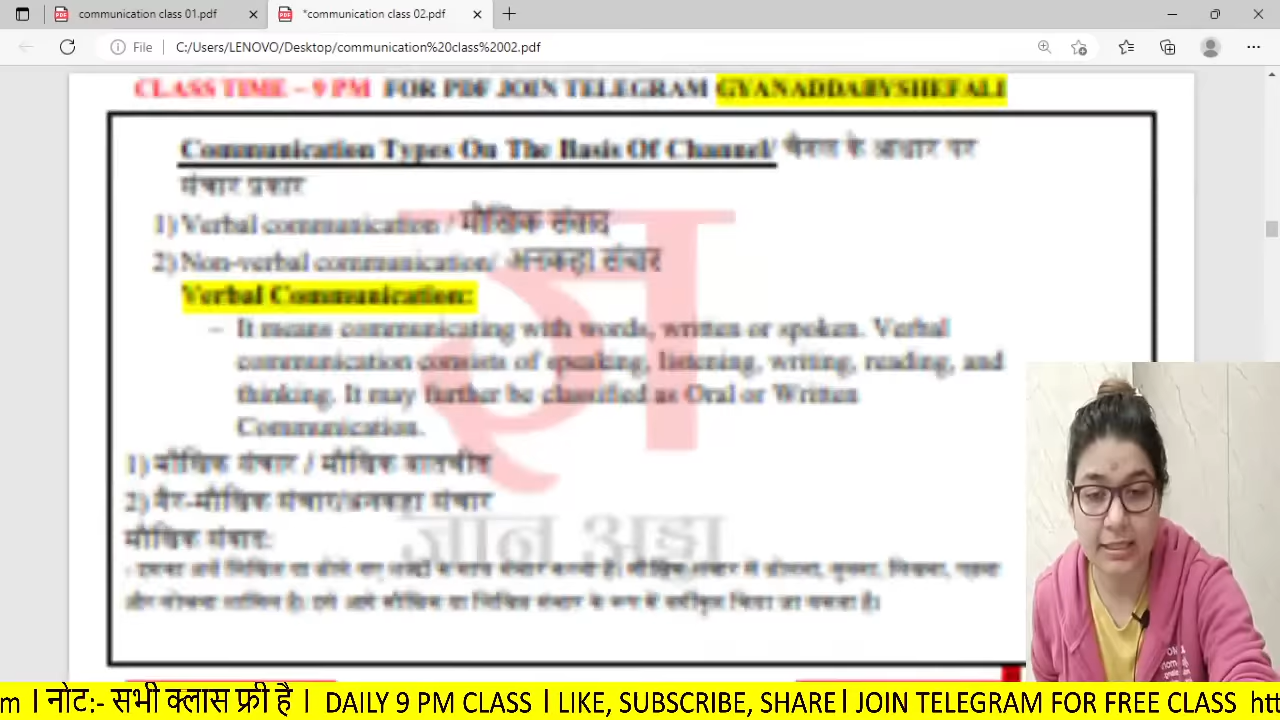 communication class 01.pdf
*communication class 02.pdf
File
C:/Users/LENOVO/Desktop/communication%20class%2002.pdf
CLASS TIME – 9 PM FOR PDF JOIN TELEGRAM GYANADDABYSHEFALI
Communication Types On The Basis Of Channel/ चैनल के आधार पर
संचार प्रकार
1) Verbal communication / मौखिक संवाद
2) Non-verbal communication/ अनकहा संचार
Verbal Communication:
– It means communicating with words, written or spoken. Verbal
communication consists of speaking, listening, writing, reading, and
thinking. It may further be classified as Oral or Written
Communication.
1) मौखिक संचार / मौखिक बातचीत
2) गैर-मौखिक संचार/अनकहा संचार
मौखिक संचार:
ज्ञान अड्डा
m । नोट:- सभी क्लास फ्री है । DAILY 9 PM CLASS । LIKE, SUBSCRIBE, SHARE। JOIN TELEGRAM FOR FREE CLASS htt